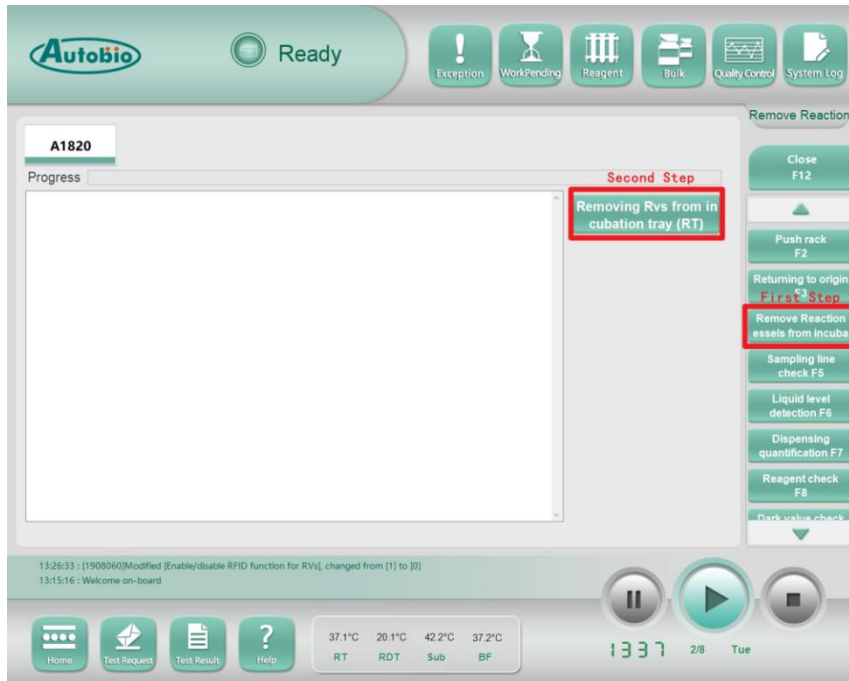 Autobio
Ready
Exception
WorkPending
Reagent
Bulk
Quality Control
System Log
A1820
Progress
Second Step
Removing Rvs from in
cubation tray (RT)
Remove Reaction
Close
F12
Push rack
F2
Returning to origin
F3
First Step
Remove Reaction
essels from incuba
Sampling line
check F5
Liquid level
detection F6
Dispensing
quantification F7
Reagent check
F8
Dark value check
13:26:33 : [1908060]Modified [Enable/disable RFID function for RVs], changed from [1] to [0]
13:15:16 : Welcome on-board
Home
Test Request
Test Result
?
Help
37.1°C 20.1°C 42.2°C 37.2°C
RT RDT Sub BF
1337 2/8 Tue